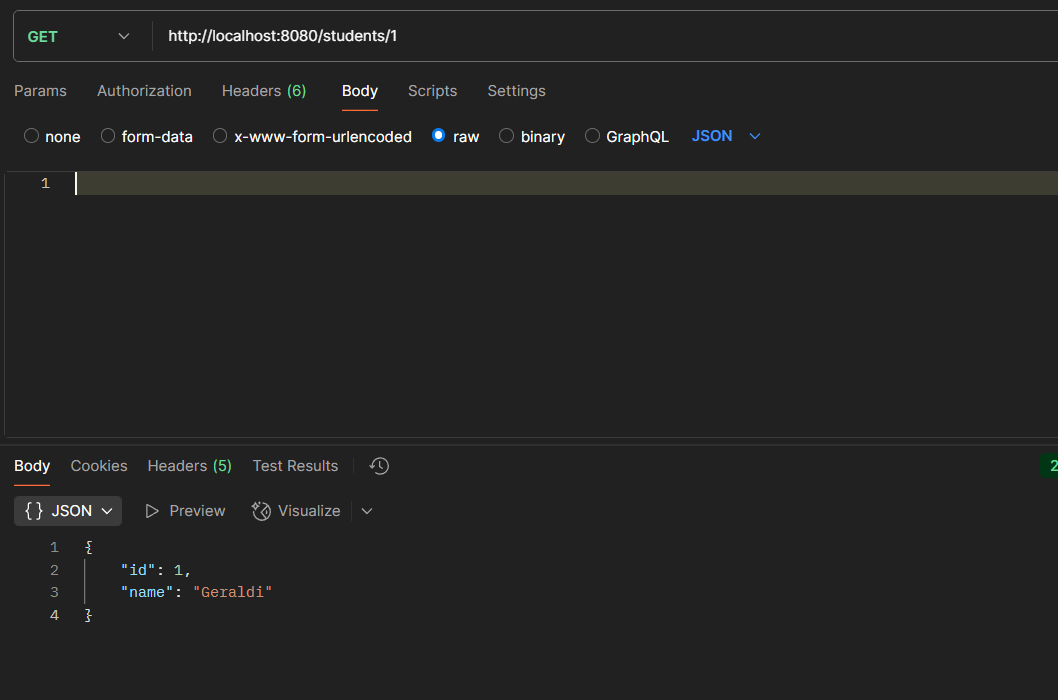 GET http://localhost:8080/students/1
Params Authorization Headers (6) Body Scripts Settings
none form-data x-www-form-urlencoded raw binary GraphQL JSON
1
Body Cookies Headers (5) Test Results
{ } JSON Preview Visualize
1 {
2 "id": 1,
3 "name": "Geraldi"
4 }